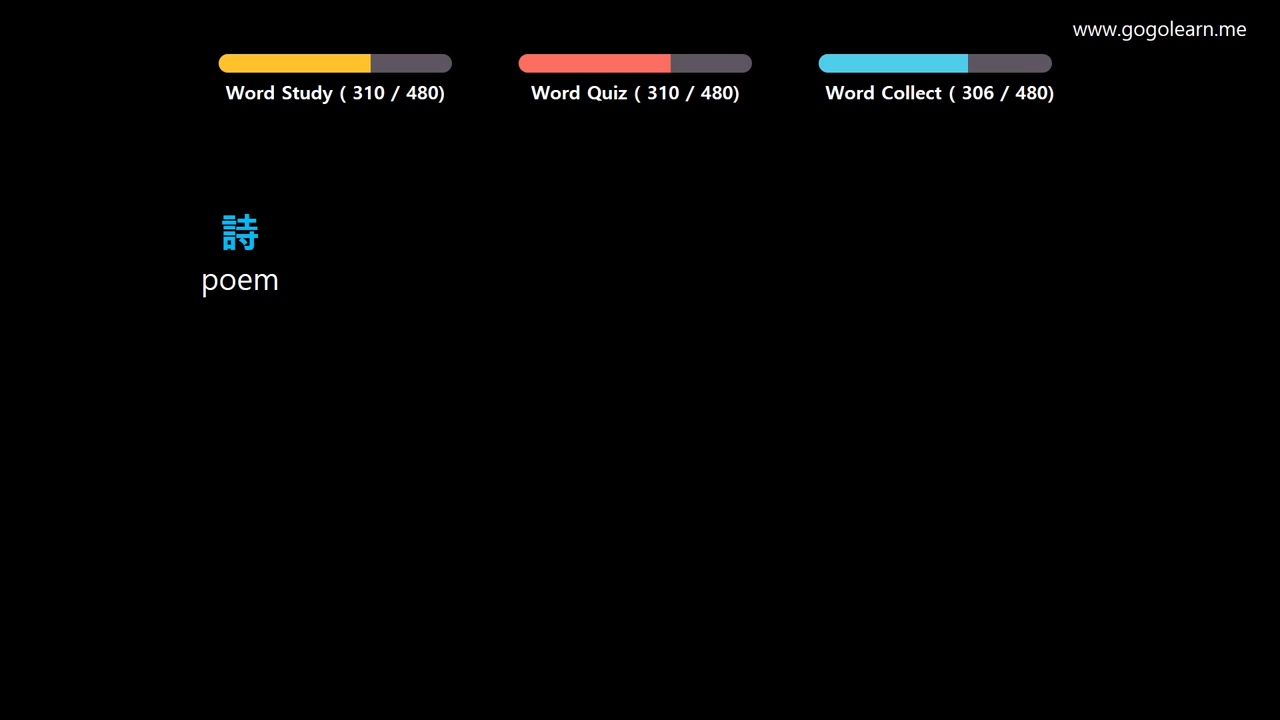 www.gogolearn.me
Word Study ( 310 / 480)
Word Quiz ( 310 / 480)
Word Collect ( 306 / 480)
詩
poem